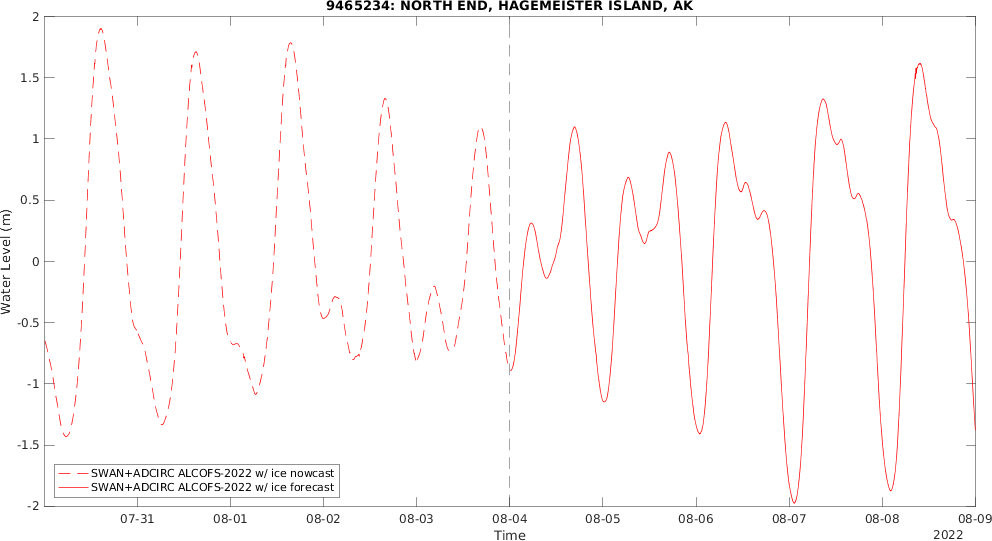 9465234: NORTH END, HAGEMEISTER ISLAND, AK
2
1.5
1
0.5
0
-0.5
-1
-1.5
-2
Water Level (m)
SWAN+ADCIRC ALCOFS-2022 w/ ice nowcast
SWAN+ADCIRC ALCOFS-2022 w/ ice forecast
07-31 08-01 08-02 08-03 08-04 08-05 08-06 08-07 08-08 08-09
Time
2022